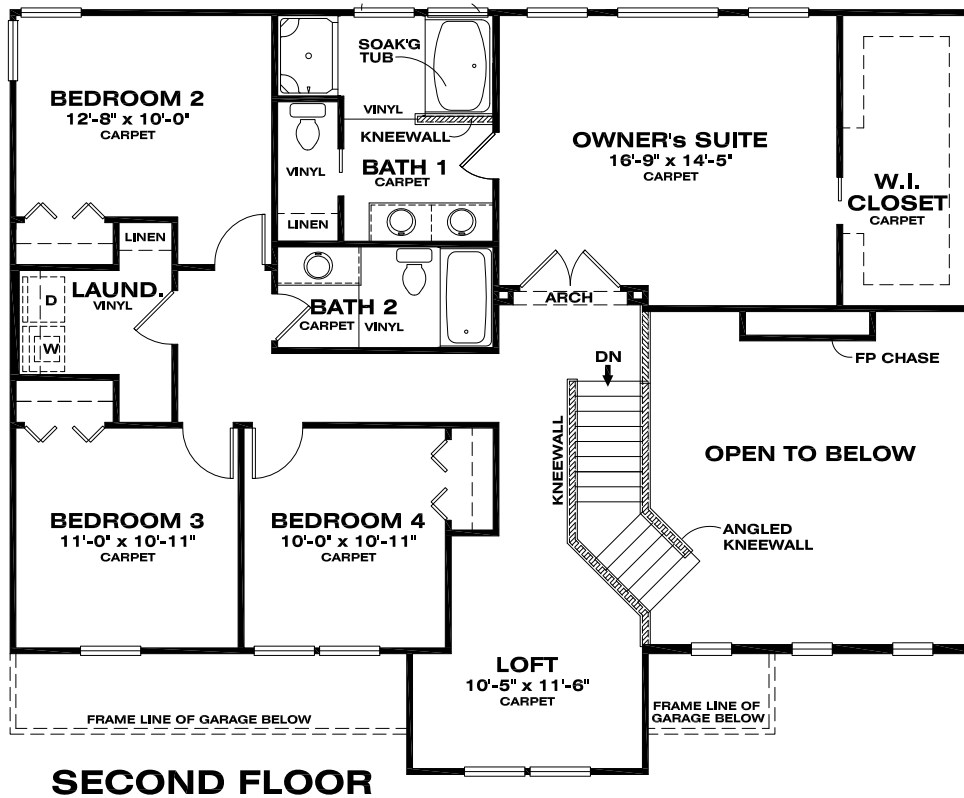 SOAK'G
TUB
BEDROOM 2
12'-8" x 10'-0"
CARPET
VINYL
KNEEWALL
OWNER's SUITE
16'-9" x 14'-5"
CARPET
VINYL
BATH 1
CARPET
W.I.
CLOSET
CARPET
LINEN
LINEN
LAUND.
VINYL
D
W
BATH 2
CARPET
VINYL
ARCH
DN
FP CHASE
KNEEWALL
OPEN TO BELOW
BEDROOM 3
11'-0" x 10'-11"
CARPET
BEDROOM 4
10'-0" x 10'-11"
CARPET
ANGLED
KNEEWALL
LOFT
10'-5" x 11'-6"
CARPET
FRAME LINE OF GARAGE BELOW
FRAME LINE OF
GARAGE BELOW
SECOND FLOOR